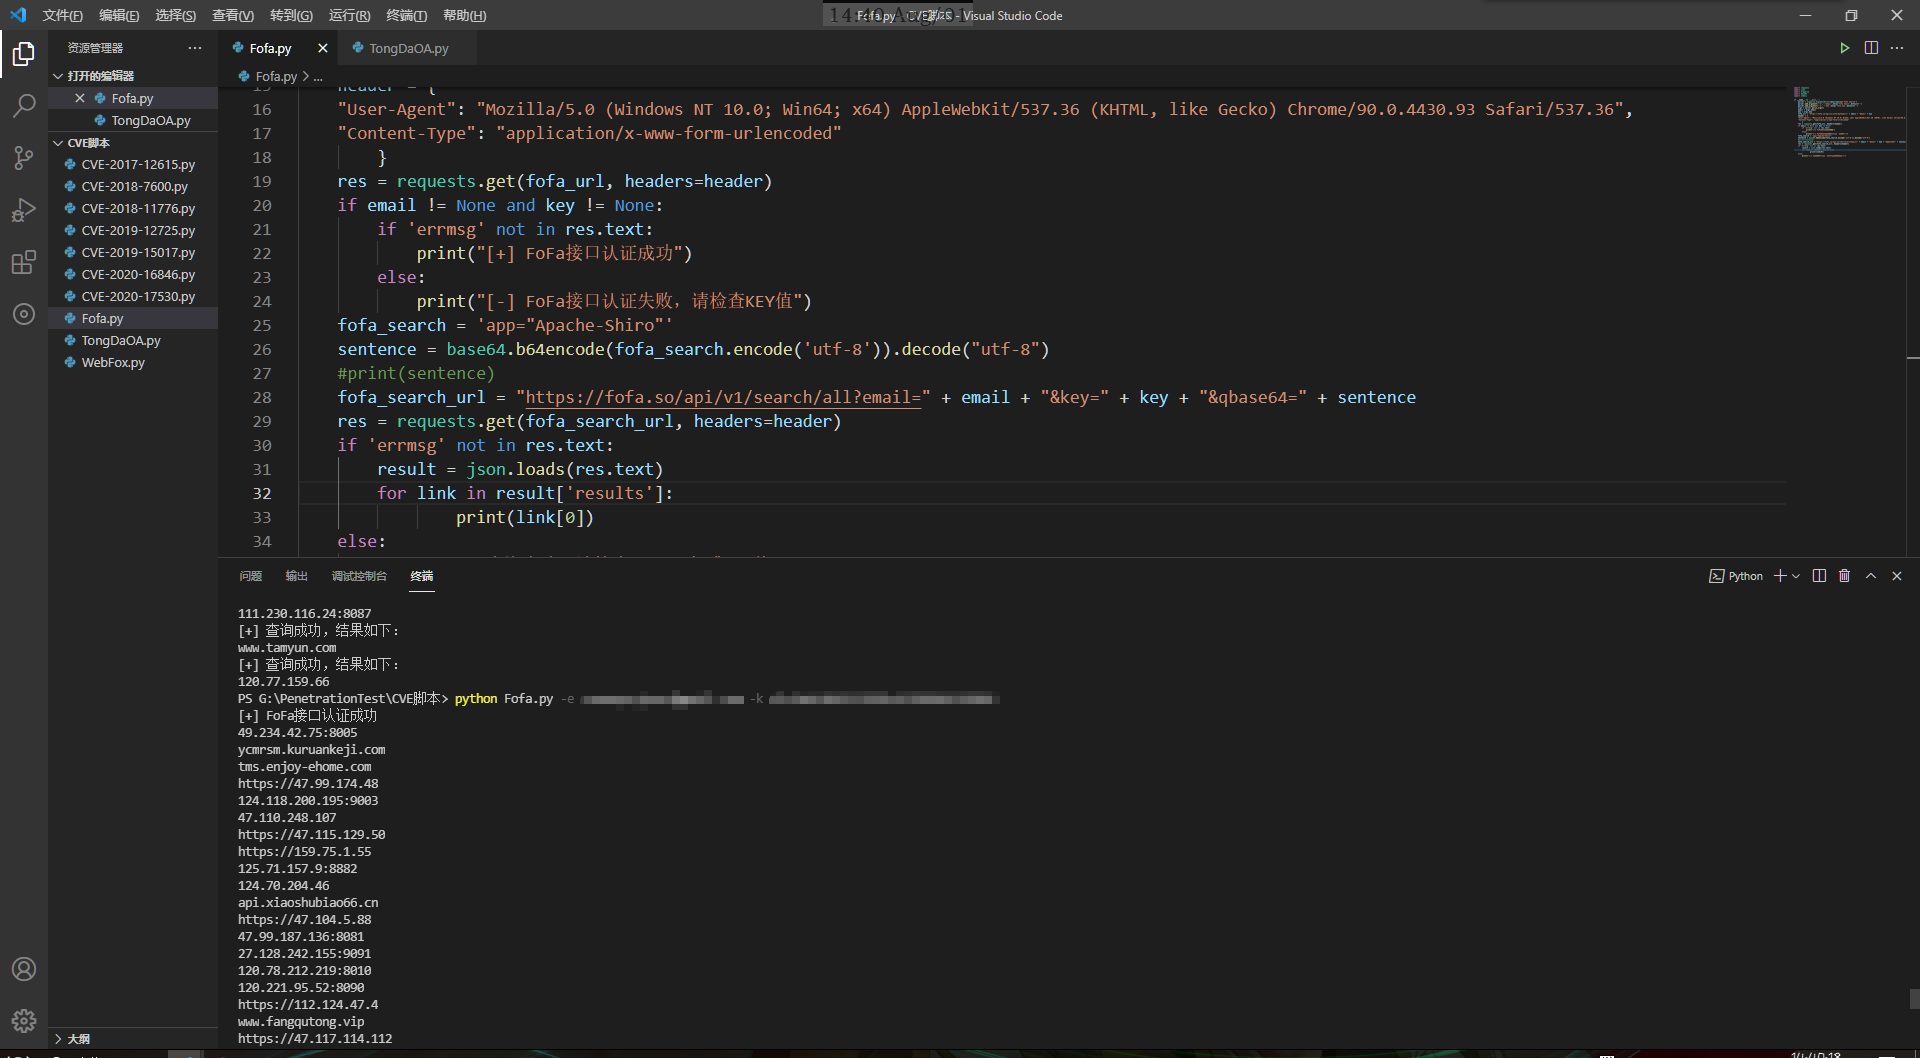 文件(F) 编辑(E) 选择(S) 查看(V) 转到(G) 运行(R) 终端(T) 帮助(H)
14:40 Aug/01
Fofa.py - CVE脚本 - Visual Studio Code
资源管理器
打开的编辑器
Fofa.py
TongDaOA.py
CVE脚本
CVE-2017-12615.py
CVE-2018-7600.py
CVE-2018-11776.py
CVE-2019-12725.py
CVE-2019-15017.py
CVE-2020-16846.py
CVE-2020-17530.py
Fofa.py
TongDaOA.py
WebFox.py
大纲
Fofa.py TongDaOA.py
Fofa.py > ...
15 header = {
16 "User-Agent": "Mozilla/5.0 (Windows NT 10.0; Win64; x64) AppleWebKit/537.36 (KHTML, like Gecko) Chrome/90.0.4430.93 Safari/537.36",
17 "Content-Type": "application/x-www-form-urlencoded"
18 }
19 res = requests.get(fofa_url, headers=header)
20 if email != None and key != None:
21 if 'errmsg' not in res.text:
22 print("[+] FoFa接口认证成功")
23 else:
24 print("[-] FoFa接口认证失败，请检查KEY值")
25 fofa_search = 'app="Apache-Shiro"'
26 sentence = base64.b64encode(fofa_search.encode('utf-8')).decode("utf-8")
27 #print(sentence)
28 fofa_search_url = "https://fofa.so/api/v1/search/all?email=" + email + "&key=" + key + "&qbase64=" + sentence
29 res = requests.get(fofa_search_url, headers=header)
30 if 'errmsg' not in res.text:
31 result = json.loads(res.text)
32 for link in result['results']:
33 print(link[0])
34 else:
问题 输出 调试控制台 终端
Python
111.230.116.24:8087
[+] 查询成功，结果如下：
www.tamyun.com
[+] 查询成功，结果如下：
120.77.159.66
PS G:\PenetrationTest\CVE脚本> python Fofa.py -e -k
[+] FoFa接口认证成功
49.234.42.75:8005
ycmrsm.kuruankeji.com
tms.enjoy-ehome.com
https://47.99.174.48
124.118.200.195:9003
47.110.248.107
https://47.115.129.50
https://159.75.1.55
125.71.157.9:8882
124.70.204.46
api.xiaoshubiao66.cn
https://47.104.5.88
47.99.187.136:8081
27.128.242.155:9091
120.78.212.219:8010
120.221.95.52:8090
https://112.124.47.4
www.fangqutong.vip
https://47.117.114.112